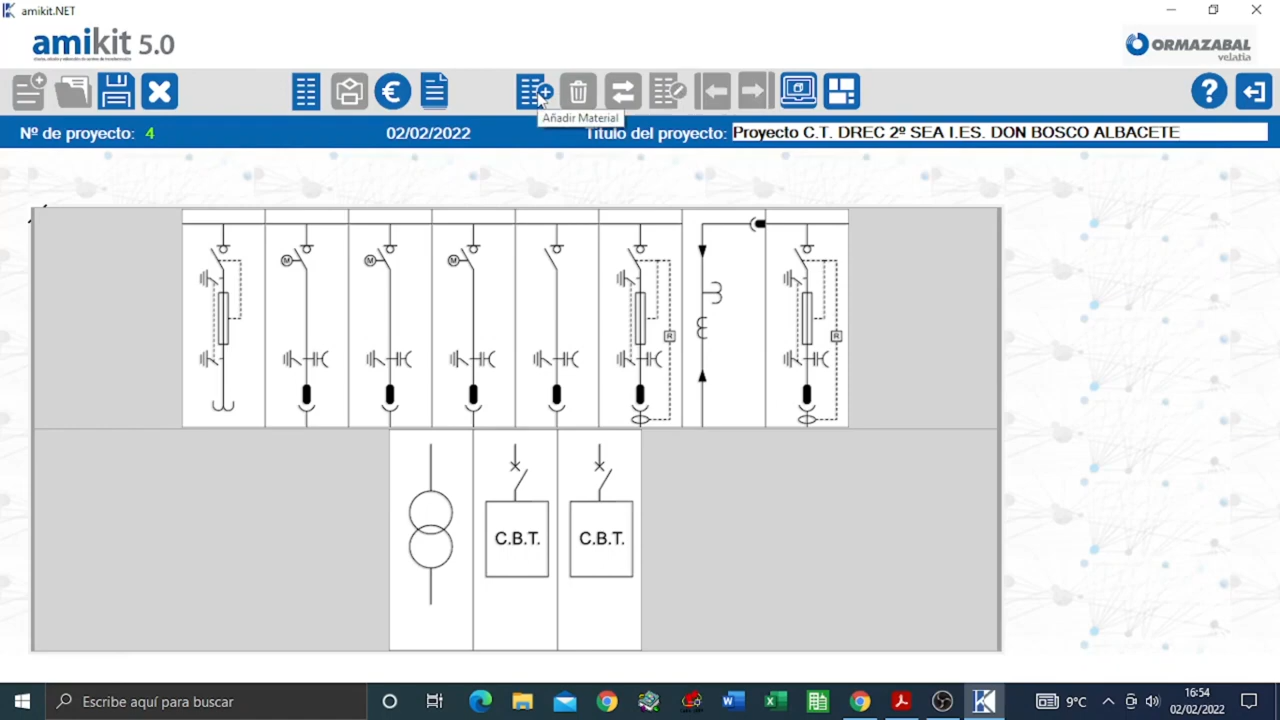 amikit.NET
amikit 5.0
ORMAZABAL
velatia
€
?
Añadir Material
Nº de proyecto: 4
02/02/2022
Título del proyecto: Proyecto C.T. DREC 2º SEA I.ES. DON BOSCO ALBACETE
M
M
M
R
R
C.B.T.
C.B.T.
Escribe aquí para buscar
9°C
16:54
02/02/2022